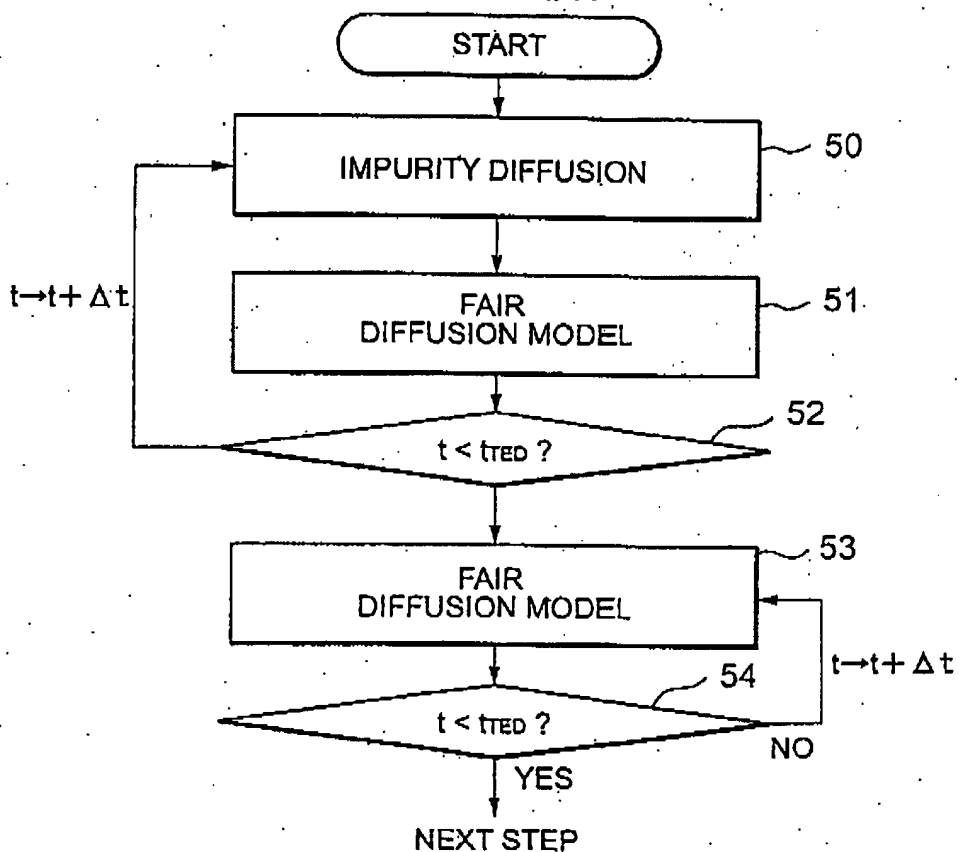 START
IMPURITY DIFFUSION
50
t→t+Δt
FAIR
DIFFUSION MODEL
51
52
t < tTED ?
FAIR
DIFFUSION MODEL
53
t→t+Δt
54
t < tTED ?
NO
YES
NEXT STEP